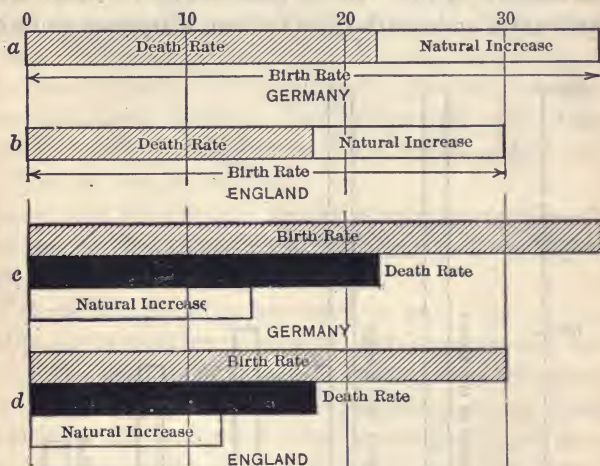 0 10 20 30
a Death Rate Natural Increase
Birth Rate
GERMANY
b Death Rate Natural Increase
Birth Rate
ENGLAND
Birth Rate
c Death Rate
Natural Increase
GERMANY
Birth Rate
d Death Rate
Natural Increase
ENGLAND